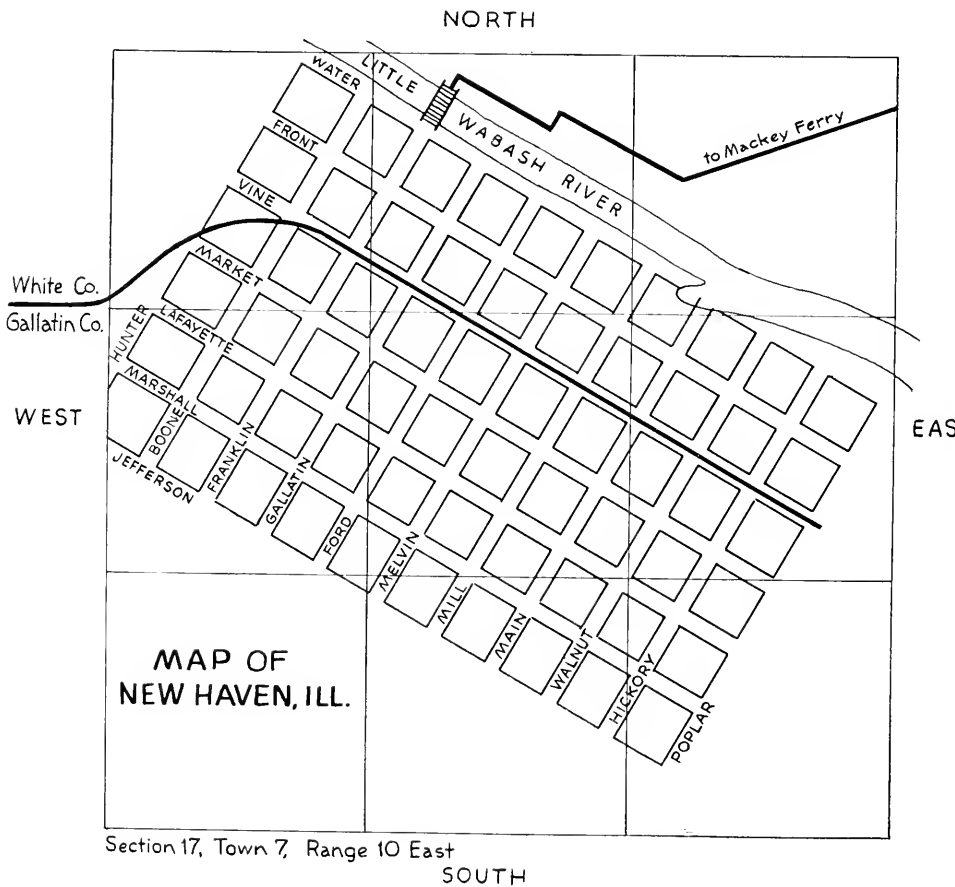 NORTH
WATER
LITTLE
WABASH RIVER
to Mackey Ferry
FRONT
VINE
MARKET
White Co.
Gallatin Co.
LAFAYETTE
HUNTER
MARSHALL
WEST
EAS
BOONE
JEFFERSON
FRANKLIN
GALLATIN
FORD
MELVIN
MILL
MAIN
WALNUT
HICKORY
POPLAR
MAP OF
NEW HAVEN, ILL.
Section 17, Town 7, Range 10 East
SOUTH